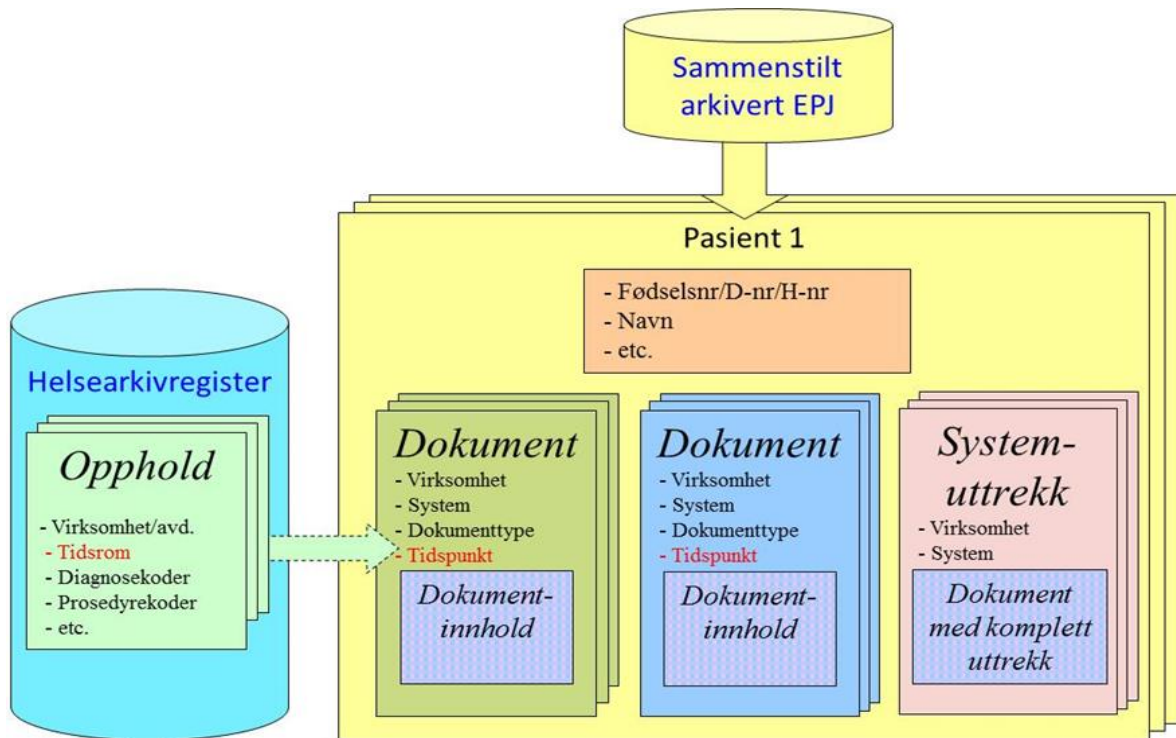 Sammenstilt
arkivert EPJ
Pasient 1
- Fødselsnr/D-nr/H-nr
- Navn
- etc.
Helsearkivregister
Opphold
- Virksomhet/avd.
- Tidsrom
- Diagnosekoder
- Prosedyrekoder
- etc.
Dokument
- Virksomhet
- System
- Dokumenttype
- Tidspunkt
Dokument-
innhold
Dokument
- Virksomhet
- System
- Dokumenttype
- Tidspunkt
Dokument-
innhold
System-
uttrekk
- Virksomhet
- System
Dokument
med komplett
uttrekk